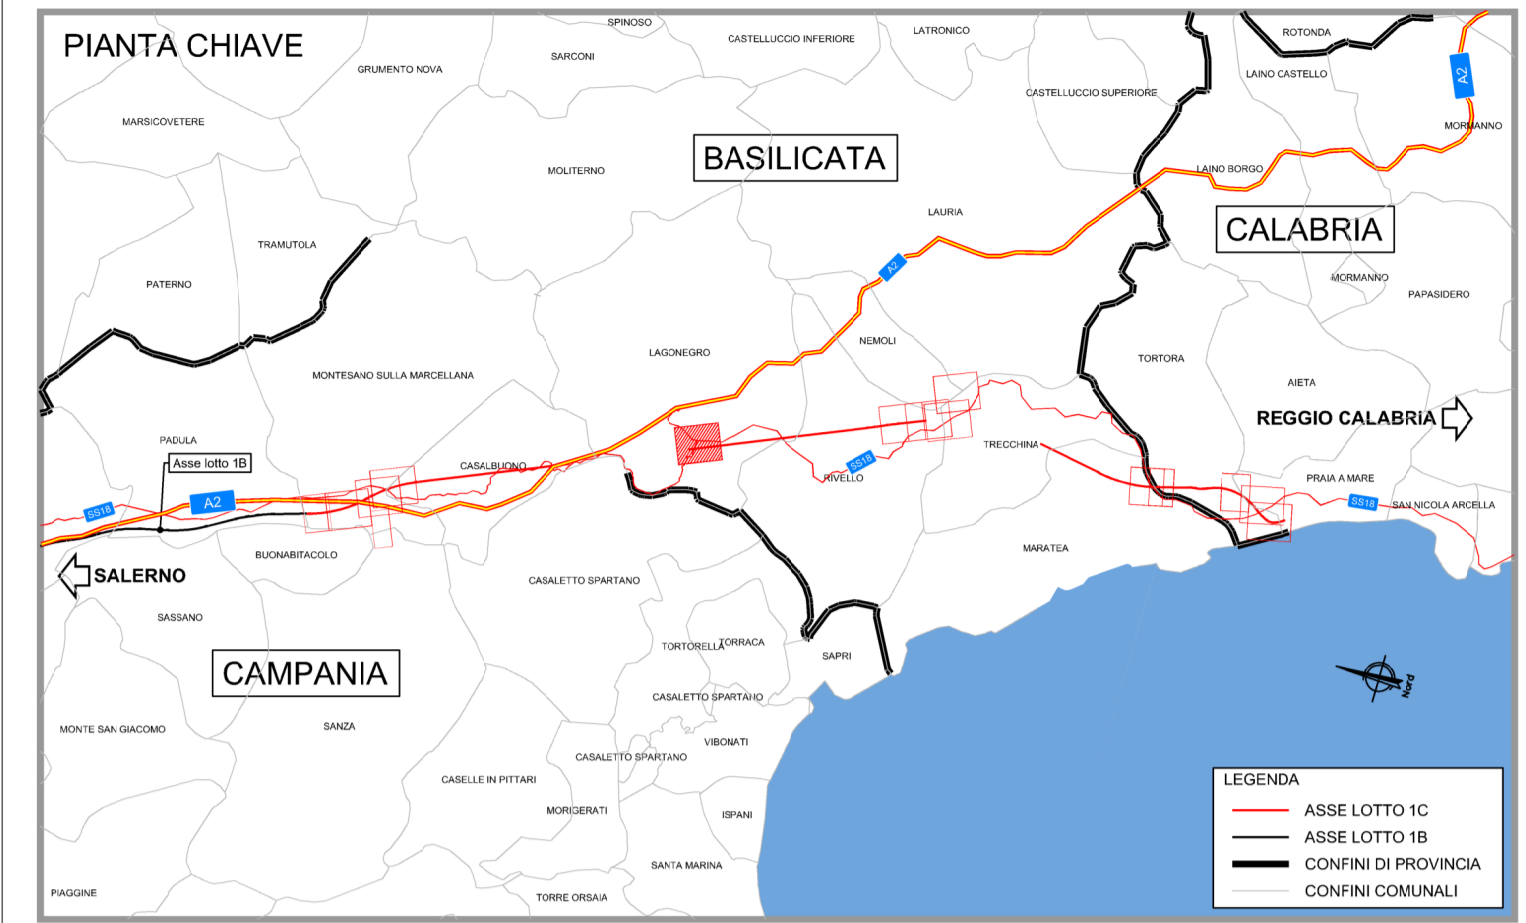 PIANTA CHIAVE
SPINOSO
SARCONI
CASTELLUCCIO INFERIORE
LATRONICO
ROTONDA
GRUMENTO NOVA
LAINO CASTELLO
A2
CASTELLUCCIO SUPERIORE
MARSICOVETERE
MORMANNO
BASILICATA
MOLITERNO
LAINO BORGO
LAURIA
CALABRIA
TRAMUTOLA
A2
MORMANNO
PATERNO
PAPASIDERO
NEMOLI
LAGONEGRO
TORTORA
MONTESANO SULLA MARCELLANA
AIETA
REGGIO CALABRIA
PADULA
TRECCHINA
Asse lotto 1B
CASALBUONO
SS18
RIVELLO
PRAIA A MARE
A2
SS18
SS18
SAN NICOLA ARCELLA
BUONABITACOLO
MARATEA
SALERNO
CASALETTO SPARTANO
SASSANO
TORTORELLA
TORRACA
SAPRI
CAMPANIA
Nord
CASALETTO SPARTANO
MONTE SAN GIACOMO
SANZA
VIBONATI
CASALETTO SPARTANO
CASELLE IN PITTARI
LEGENDA
MORIGERATI
ISPANI
ASSE LOTTO 1C
ASSE LOTTO 1B
SANTA MARINA
CONFINI DI PROVINCIA
PIAGGINE
TORRE ORSAIA
CONFINI COMUNALI